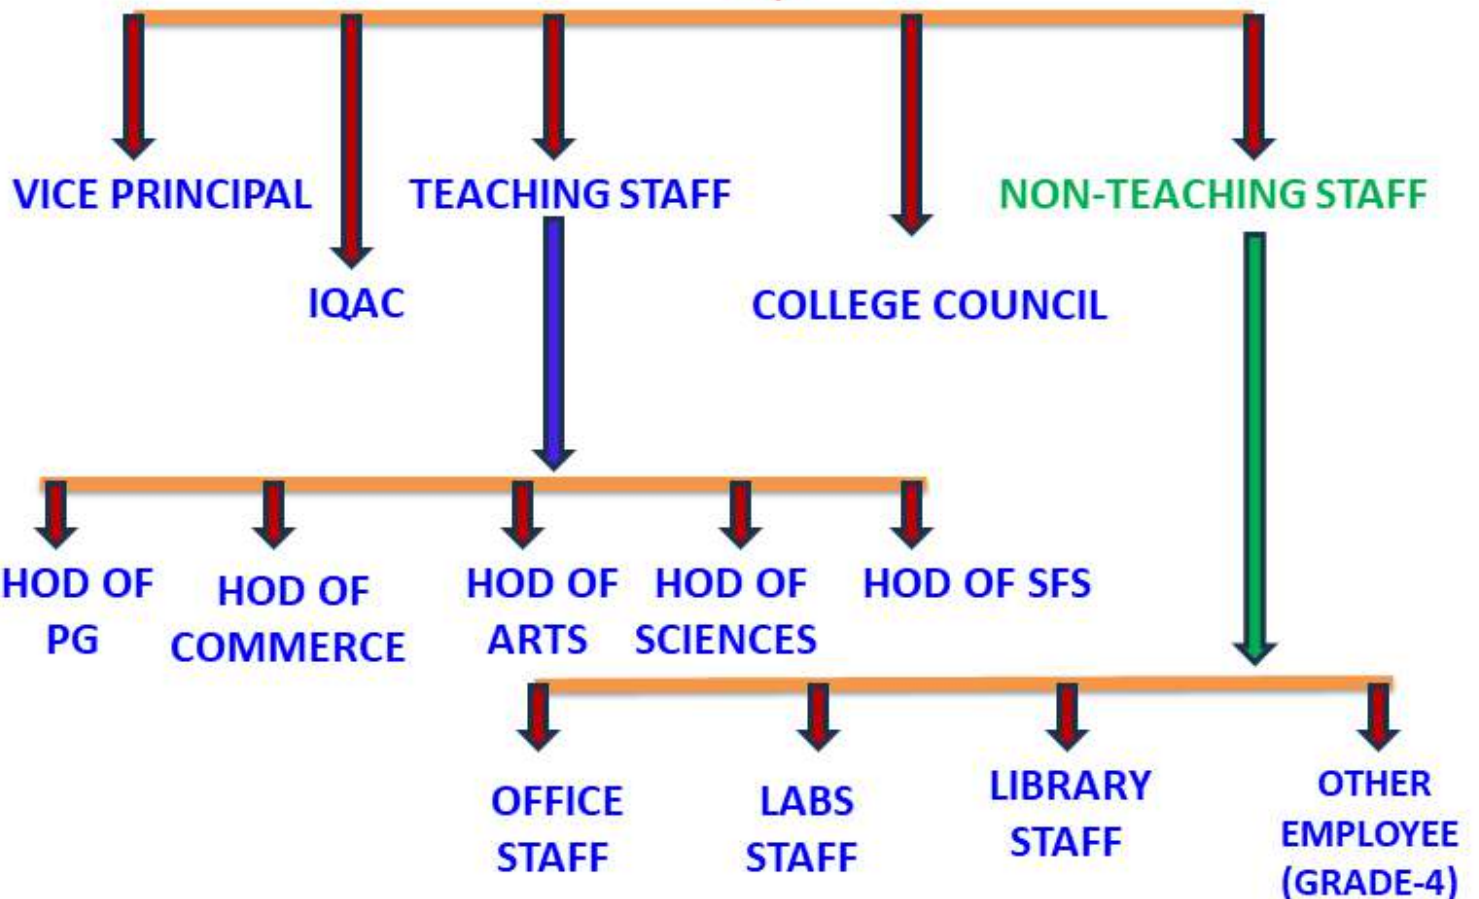 VICE PRINCIPAL
TEACHING STAFF
NON-TEACHING STAFF
IQAC
COLLEGE COUNCIL
HOD OF
PG
HOD OF
COMMERCE
HOD OF
ARTS
HOD OF
SCIENCES
HOD OF SFS
OFFICE
STAFF
LABS
STAFF
LIBRARY
STAFF
OTHER
EMPLOYEE
(GRADE-4)